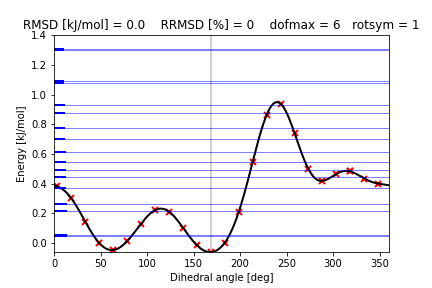 RMSD [kJ/mol] = 0.0    RRMSD [%] = 0    dofmax = 6   rotsym = 1
1.4
1.2
1.0
0.8
0.6
0.4
0.2
0.0
Energy [kJ/mol]
0 50 100 150 200 250 300 350
Dihedral angle [deg]